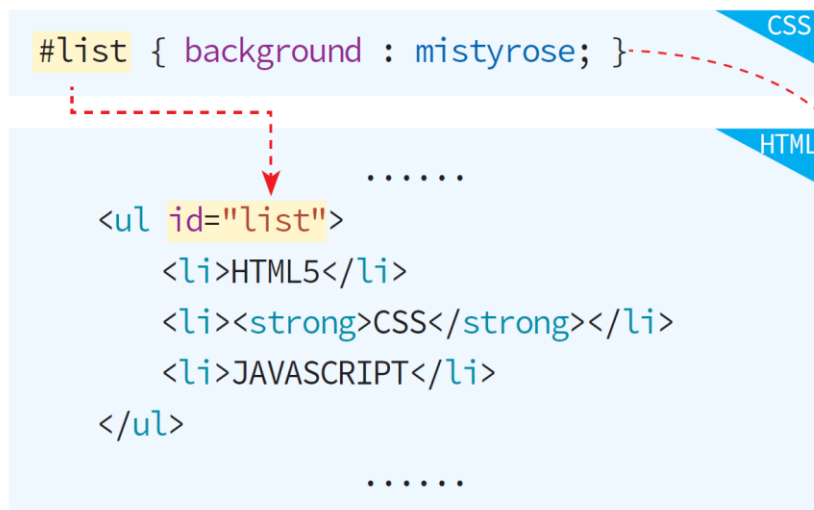 CSS
#list { background : mistyrose; }
HTML
......
<ul id="list">
<li>HTML5</li>
<li><strong>CSS</strong></li>
<li>JAVASCRIPT</li>
</ul>
......